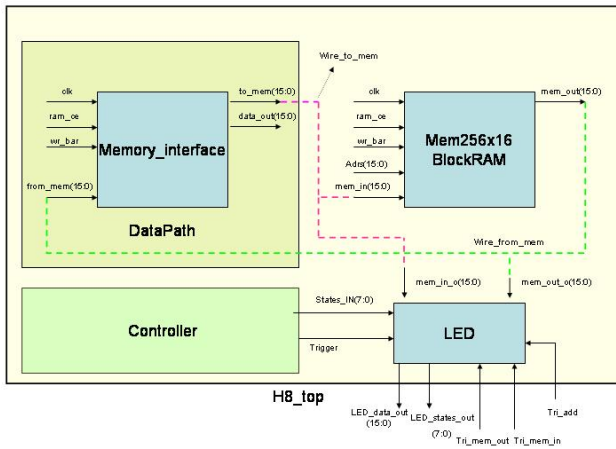 Wire_to_mem
clk
to_mem(15:0)
clk
mem_out(15:0)
ram_ce
data_out(15:0)
ram_ce
wr_bar
Memory_interface
wr_bar
Mem256x16
BlockRAM
Adrs(15:0)
from_mem(15:0)
mem_in(15:0)
DataPath
Wire_from_mem
mem_in_o(15:0)
mem_out_o(15:0)
States_IN(7:0)
Controller
LED
Trigger
H8_top
LED_data_out
(15:0)
LED_states_out
(7:0)
Tri_add
Tri_mem_out
Tri_mem_in